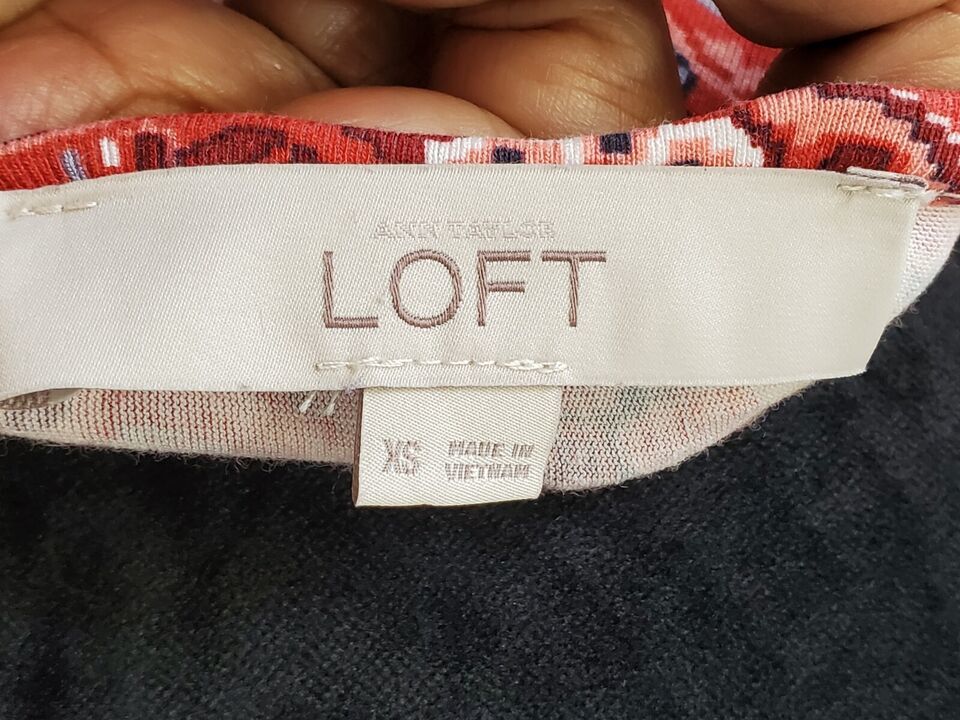 ANN TAYLOR
LOFT
XS
MADE IN
VIETNAM